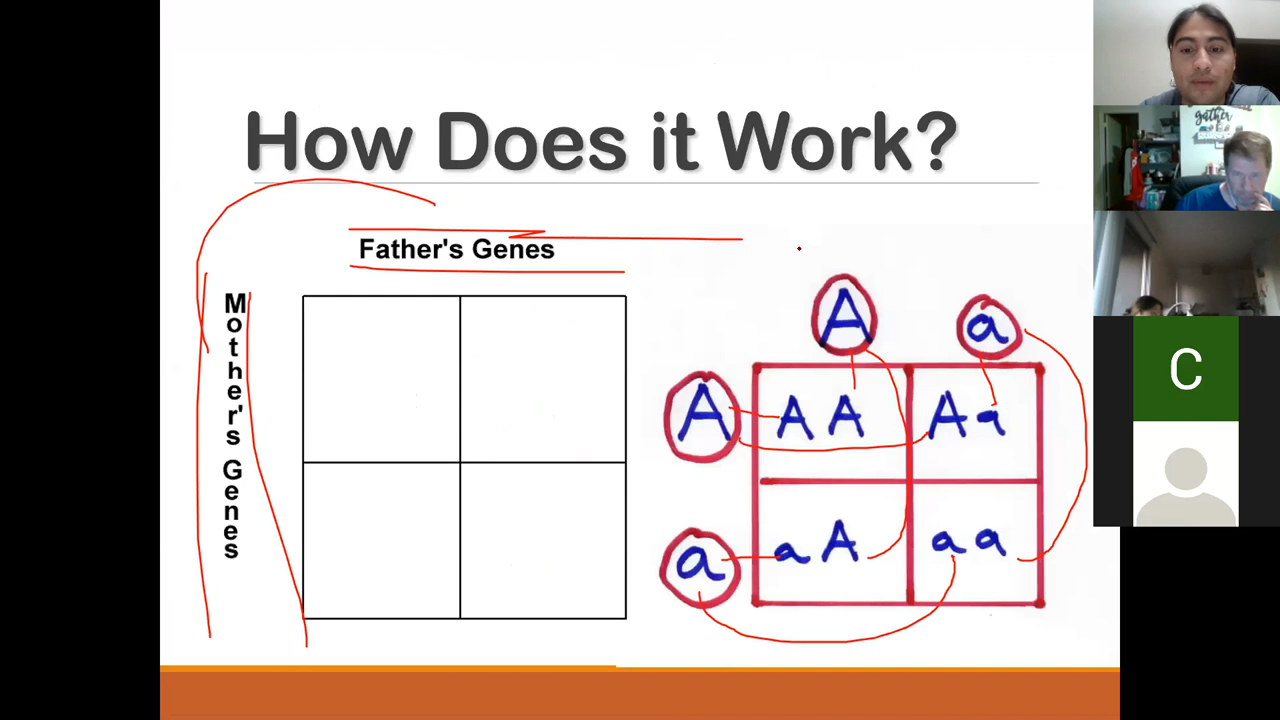 How Does it Work?
Father's Genes
Mother's Genes
A a
A AA Aa
a aA aa
gather
C